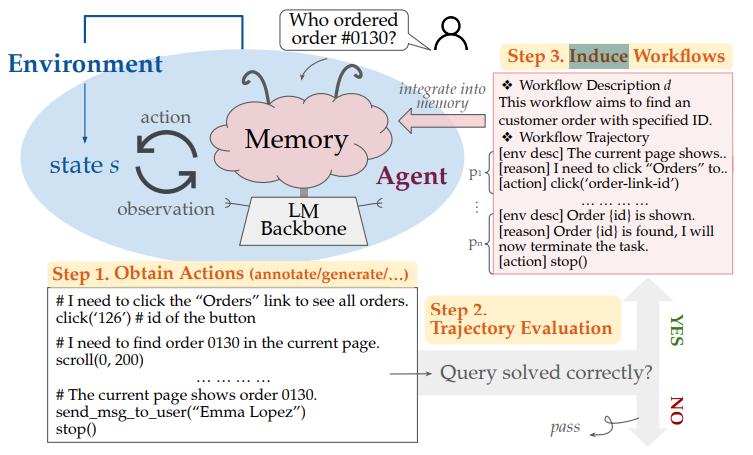 Who ordered
order #0130?
Environment
Step 3. Induce Workflows
integrate into
memory
❖ Workflow Description d
This workflow aims to find an
customer order with specified ID.
❖ Workflow Trajectory
[env desc] The current page shows..
[reason] I need to click “Orders” to..
[action] click(‘order-link-id’)
… … … …
[env desc] Order {id} is shown.
[reason] Order {id} is found, I will
now terminate the task.
[action] stop()
p1
⋮
pn
action
state s
observation
Memory
Agent
LM
Backbone
Step 1. Obtain Actions (annotate/generate/…)
# I need to click the “Orders” link to see all orders.
click(‘126’) # id of the button
# I need to find order 0130 in the current page.
scroll(0, 200)
… … … …
# The current page shows order 0130.
send_msg_to_user(“Emma Lopez”)
stop()
Step 2.
Trajectory Evaluation
Query solved correctly?
YES
NO
pass